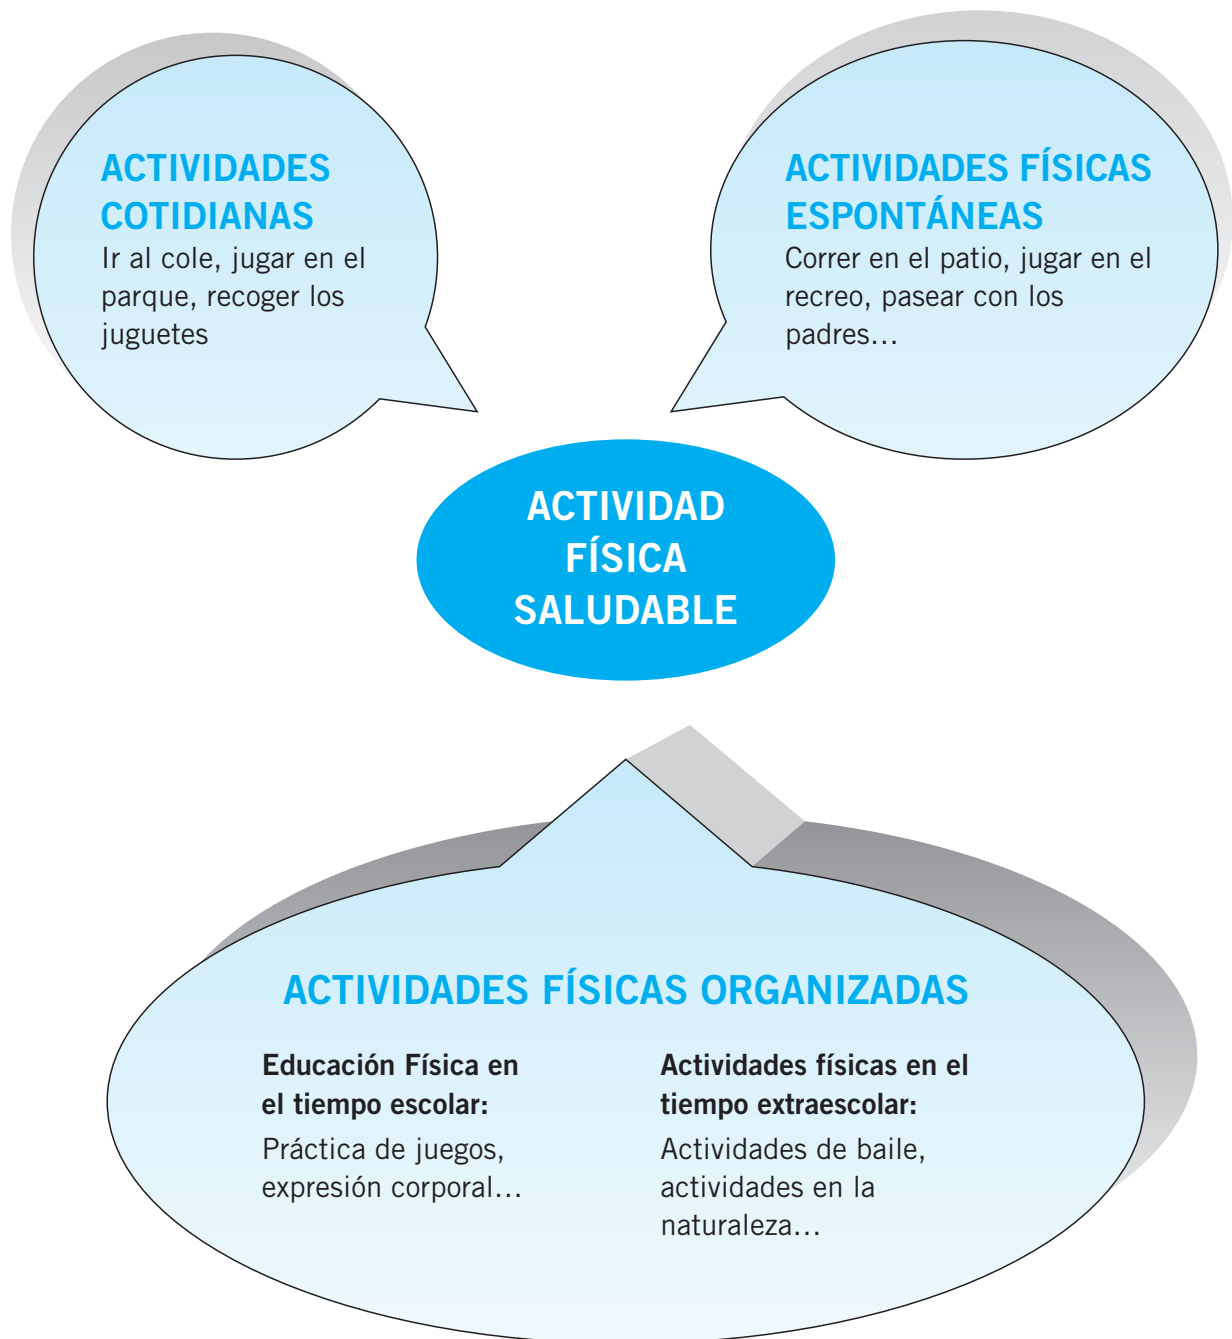 ACTIVIDADES
COTIDIANAS
Ir al cole, jugar en el
parque, recoger los
juguetes
ACTIVIDADES FÍSICAS
ESPONTÁNEAS
Correr en el patio, jugar en el
recreo, pasear con los
padres…
ACTIVIDAD
FÍSICA
SALUDABLE
ACTIVIDADES FÍSICAS ORGANIZADAS
Educación Física en
el tiempo escolar:
Práctica de juegos,
expresión corporal…
Actividades físicas en el
tiempo extraescolar:
Actividades de baile,
actividades en la
naturaleza…